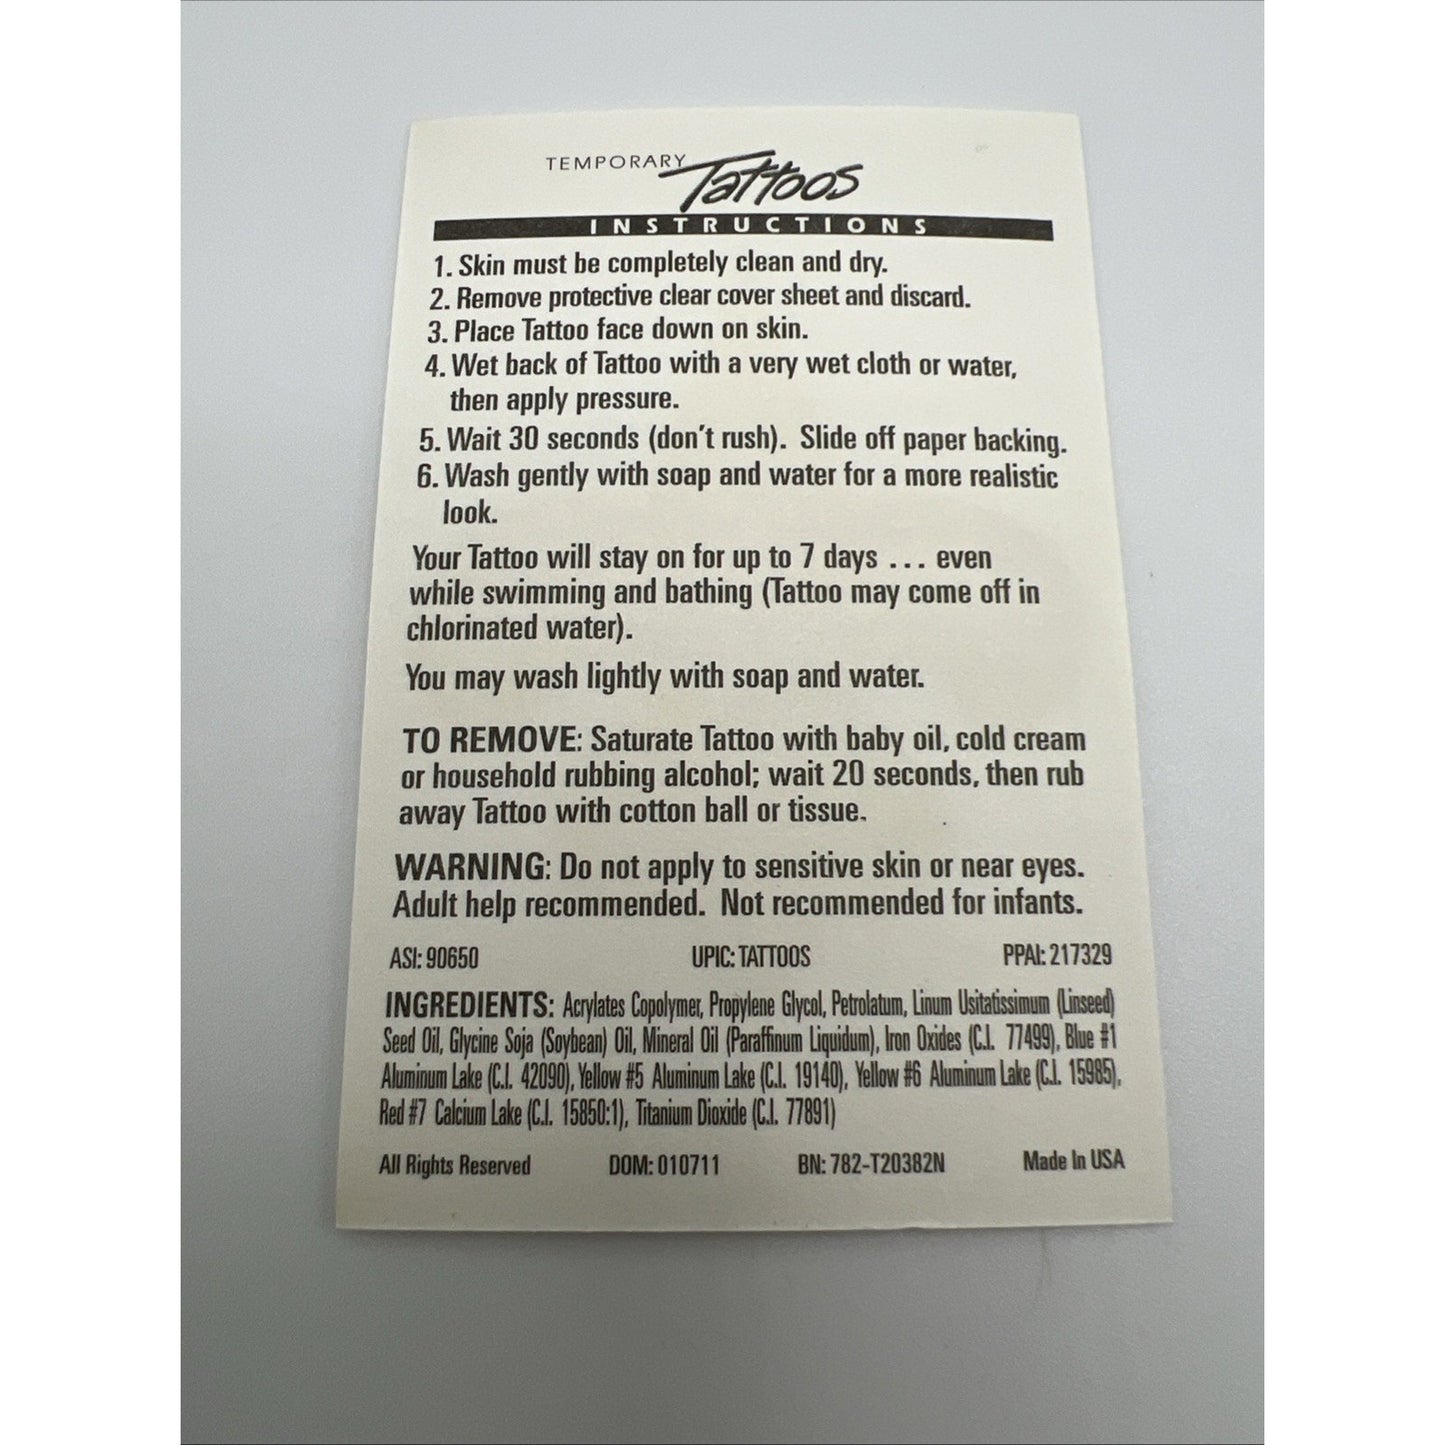 TEMPORARY Tattoos
INSTRUCTIONS
1. Skin must be completely clean and dry.
2. Remove protective clear cover sheet and discard.
3. Place Tattoo face down on skin.
4. Wet back of Tattoo with a very wet cloth or water,
then apply pressure.
5. Wait 30 seconds (don't rush). Slide off paper backing.
6. Wash gently with soap and water for a more realistic
look.
Your Tattoo will stay on for up to 7 days ... even
while swimming and bathing (Tattoo may come off in
chlorinated water).
You may wash lightly with soap and water.
TO REMOVE: Saturate Tattoo with baby oil, cold cream
or household rubbing alcohol; wait 20 seconds, then rub
away Tattoo with cotton ball or tissue.
WARNING: Do not apply to sensitive skin or near eyes.
Adult help recommended. Not recommended for infants.
ASI: 90650 UPIC: TATTOOS PPAI: 217329
INGREDIENTS: Acrylates Copolymer, Propylene Glycol, Petrolatum, Linum Usitatissimum (Linseed)
Seed Oil, Glycine Soja (Soybean) Oil, Mineral Oil (Paraffinum Liquidum), Iron Oxides (C.I. 77499), Blue #1
Aluminum Lake (C.I. 42090), Yellow #5 Aluminum Lake (C.I. 19140), Yellow #6 Aluminum Lake (C.I. 15985),
Red #7 Calcium Lake (C.I. 15850:1), Titanium Dioxide (C.I. 77891)
All Rights Reserved DOM: 010711 BN: 782-T20382N Made In USA